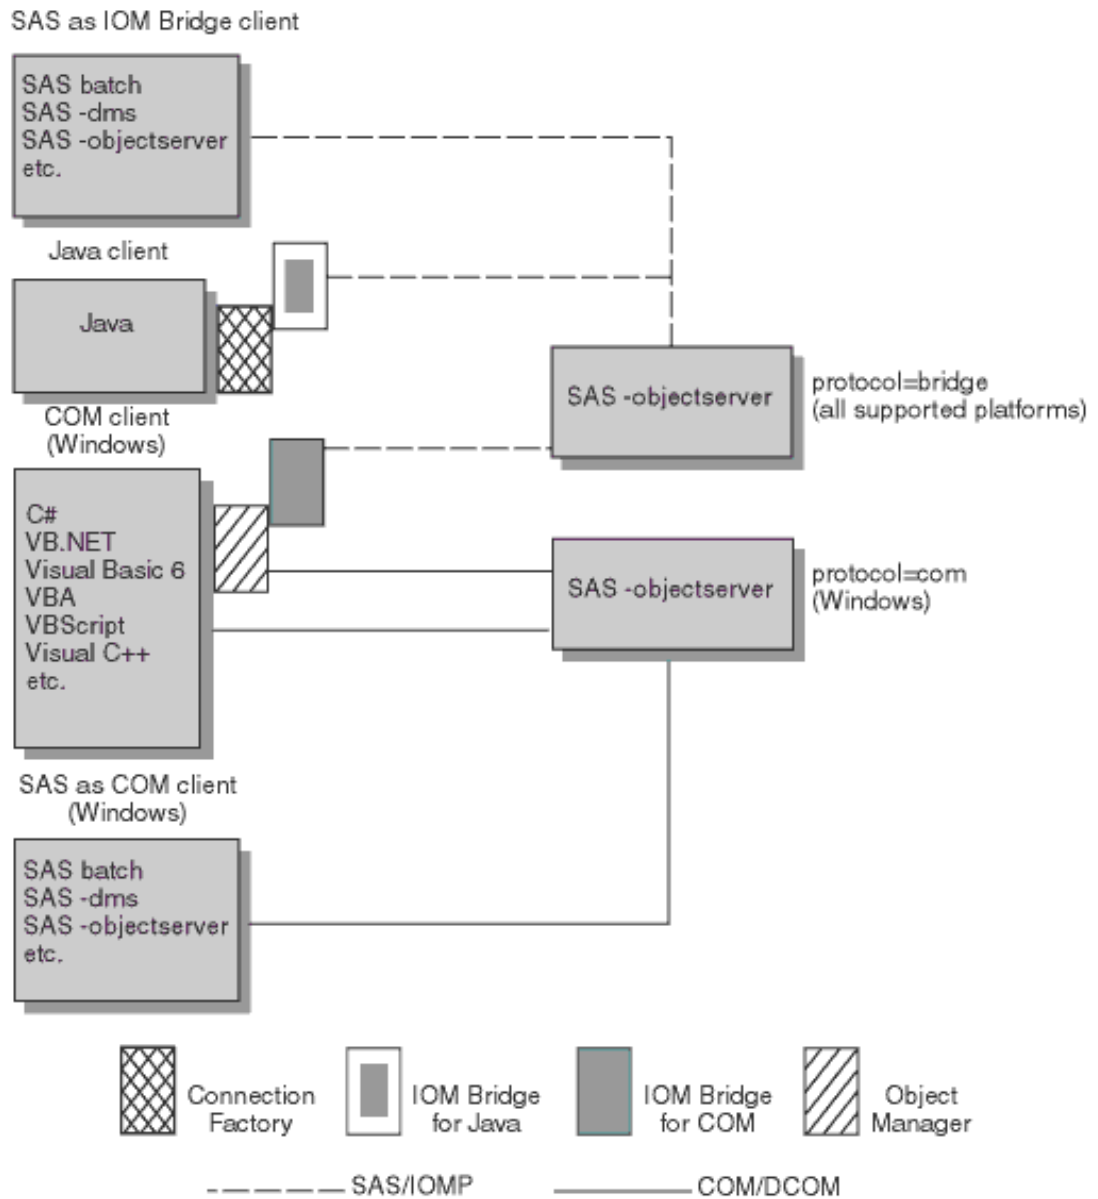 SAS as IOM Bridge client
SAS batch
SAS -dms
SAS -objectserver
etc.
Java client
Java
COM client
(Windows)
C#
VB.NET
Visual Basic 6
VBA
VBScript
Visual C++
etc.
SAS -objectserver
protocol=bridge
(all supported platforms)
SAS -objectserver
protocol=com
(Windows)
SAS as COM client
(Windows)
SAS batch
SAS -dms
SAS -objectserver
etc.
Connection
Factory
IOM Bridge
for Java
IOM Bridge
for COM
Object
Manager
SAS/IOMP
COM/DCOM